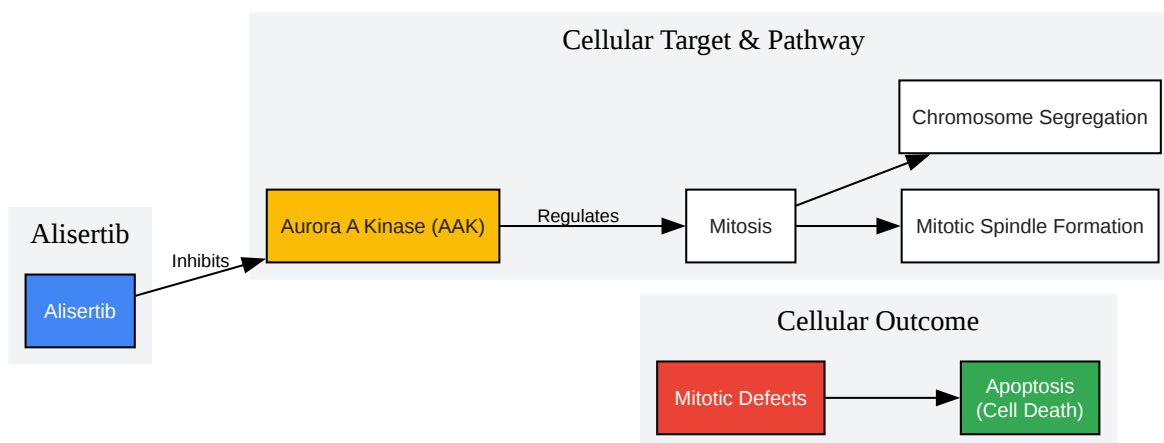 Cellular Target & Pathway
Chromosome Segregation
Aurora A Kinase (AAK)
Regulates
Mitosis
Mitotic Spindle Formation
Alisertib
Inhibits
Alisertib
Cellular Outcome
Mitotic Defects
Apoptosis
(Cell Death)